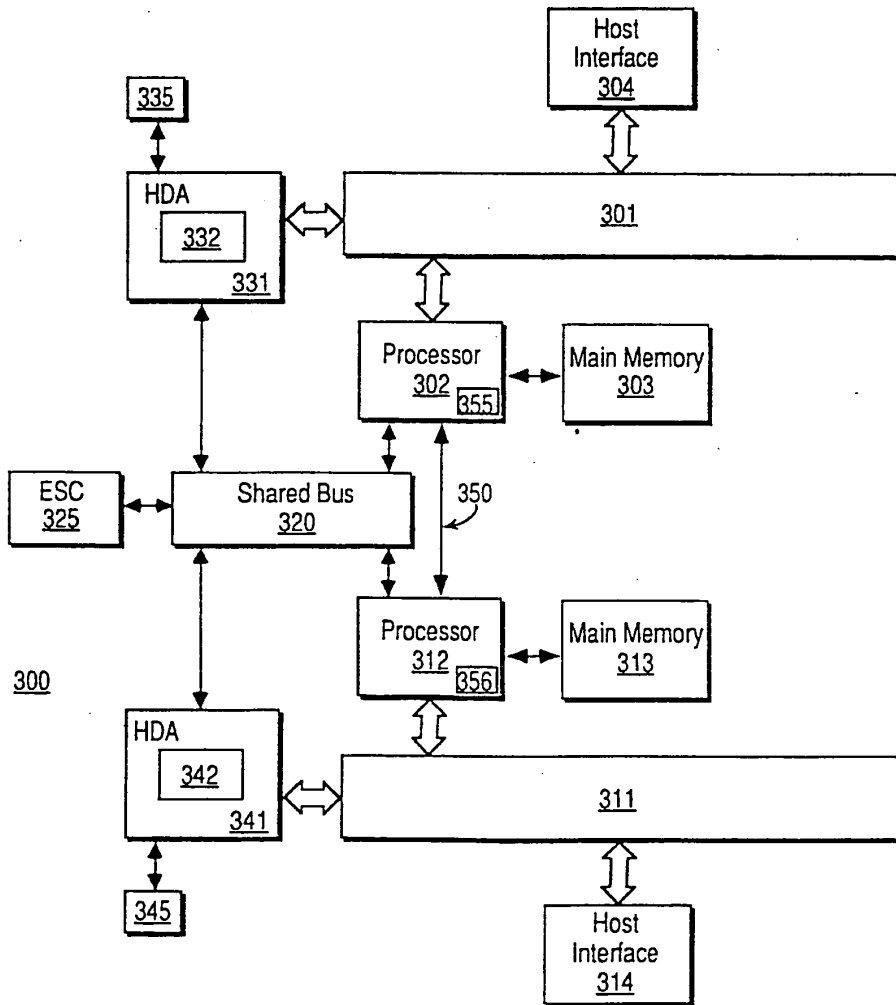 Host
Interface
304
335
HDA
332
331
301
Processor
302
355
Main Memory
303
ESC
325
Shared Bus
320
350
Processor
312
356
Main Memory
313
300
HDA
342
341
311
345
Host
Interface
314